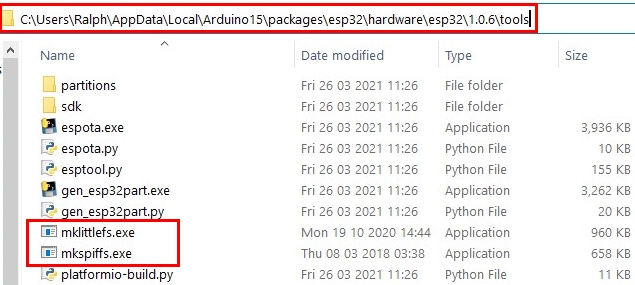 C:\Users\Ralph\AppData\Local\Arduino15\packages\esp32\hardware\esp32\1.0.6\tools
Name Date modified Type Size
partitions Fri 26 03 2021 11:26 File folder
sdk Fri 26 03 2021 11:26 File folder
espota.exe Fri 26 03 2021 11:26 Application 3,936 KB
espota.py Fri 26 03 2021 11:26 Python File 10 KB
esptool.py Fri 26 03 2021 11:26 Python File 155 KB
gen_esp32part.exe Fri 26 03 2021 11:26 Application 3,262 KB
gen_esp32part.py Fri 26 03 2021 11:26 Python File 20 KB
mklittlefs.exe Mon 19 10 2020 14:44 Application 960 KB
mkspiffs.exe Thu 08 03 2018 03:38 Application 658 KB
platformio-build.py Fri 26 03 2021 11:26 Python File 11 KB